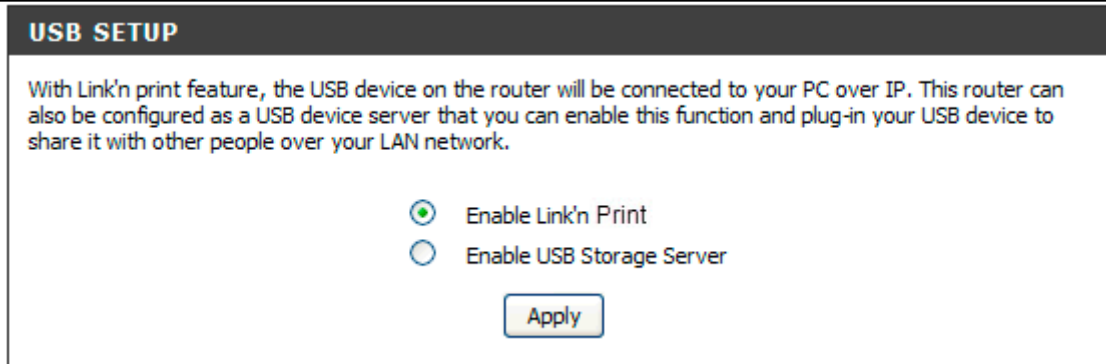 USB SETUP
With Link'n print feature, the USB device on the router will be connected to your PC over IP. This router can
also be configured as a USB device server that you can enable this function and plug-in your USB device to
share it with other people over your LAN network.
Enable Link'n Print
Enable USB Storage Server
Apply